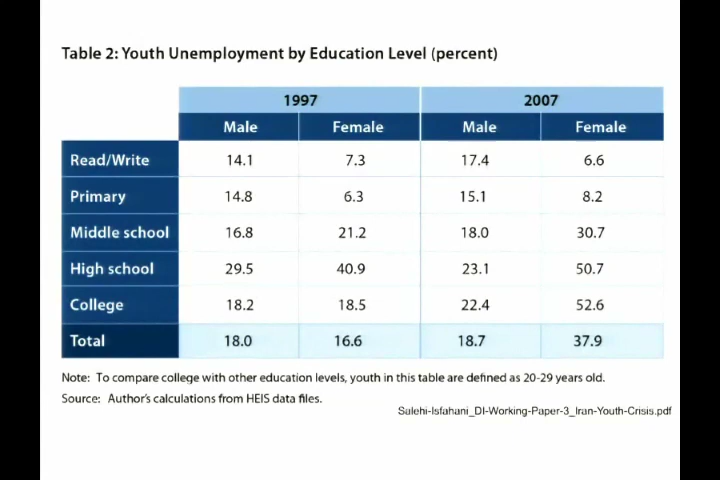 Table 2: Youth Unemployment by Education Level (percent)
1997 2007
Male Female Male Female
Read/Write 14.1 7.3 17.4 6.6
Primary 14.8 6.3 15.1 8.2
Middle school 16.8 21.2 18.0 30.7
High school 29.5 40.9 23.1 50.7
College 18.2 18.5 22.4 52.6
Total 18.0 16.6 18.7 37.9
Note: To compare college with other education levels, youth in this table are defined as 20-29 years old.
Source: Author's calculations from HEIS data files.
Salehi-Isfahani_DI-Working-Paper-3_Iran-Youth-Crisis.pdf